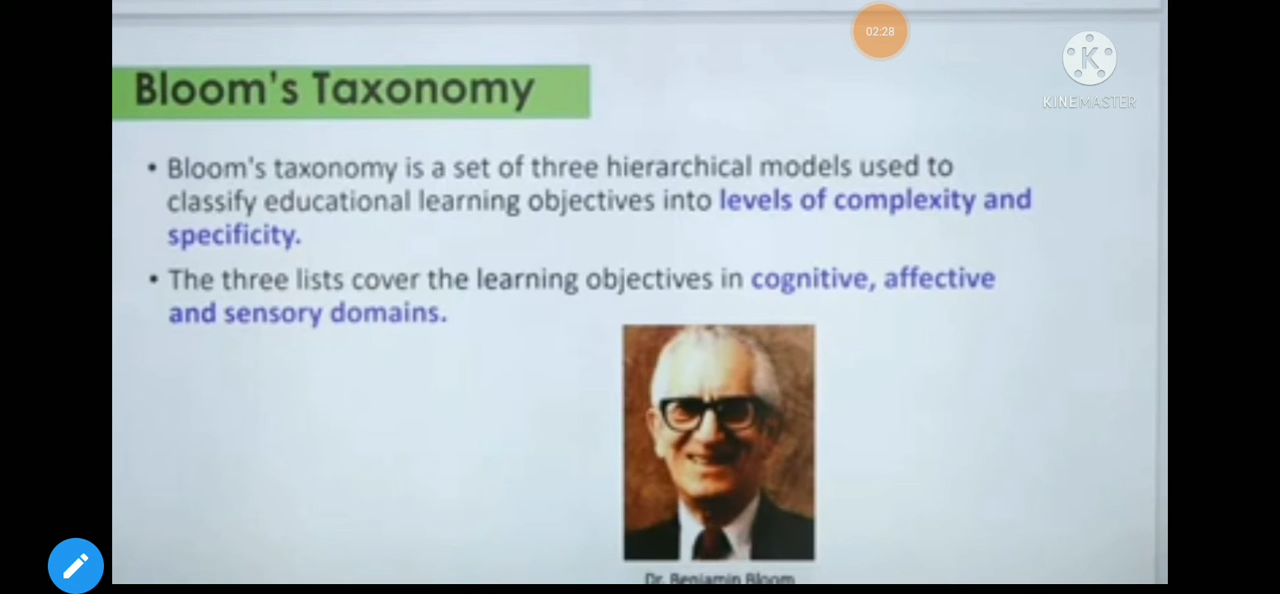 02:28
K
KINEMASTER
Bloom's Taxonomy
• Bloom's taxonomy is a set of three hierarchical models used to
classify educational learning objectives into levels of complexity and
specificity.
• The three lists cover the learning objectives in cognitive, affective
and sensory domains.
Dr. Benjamin Bloom